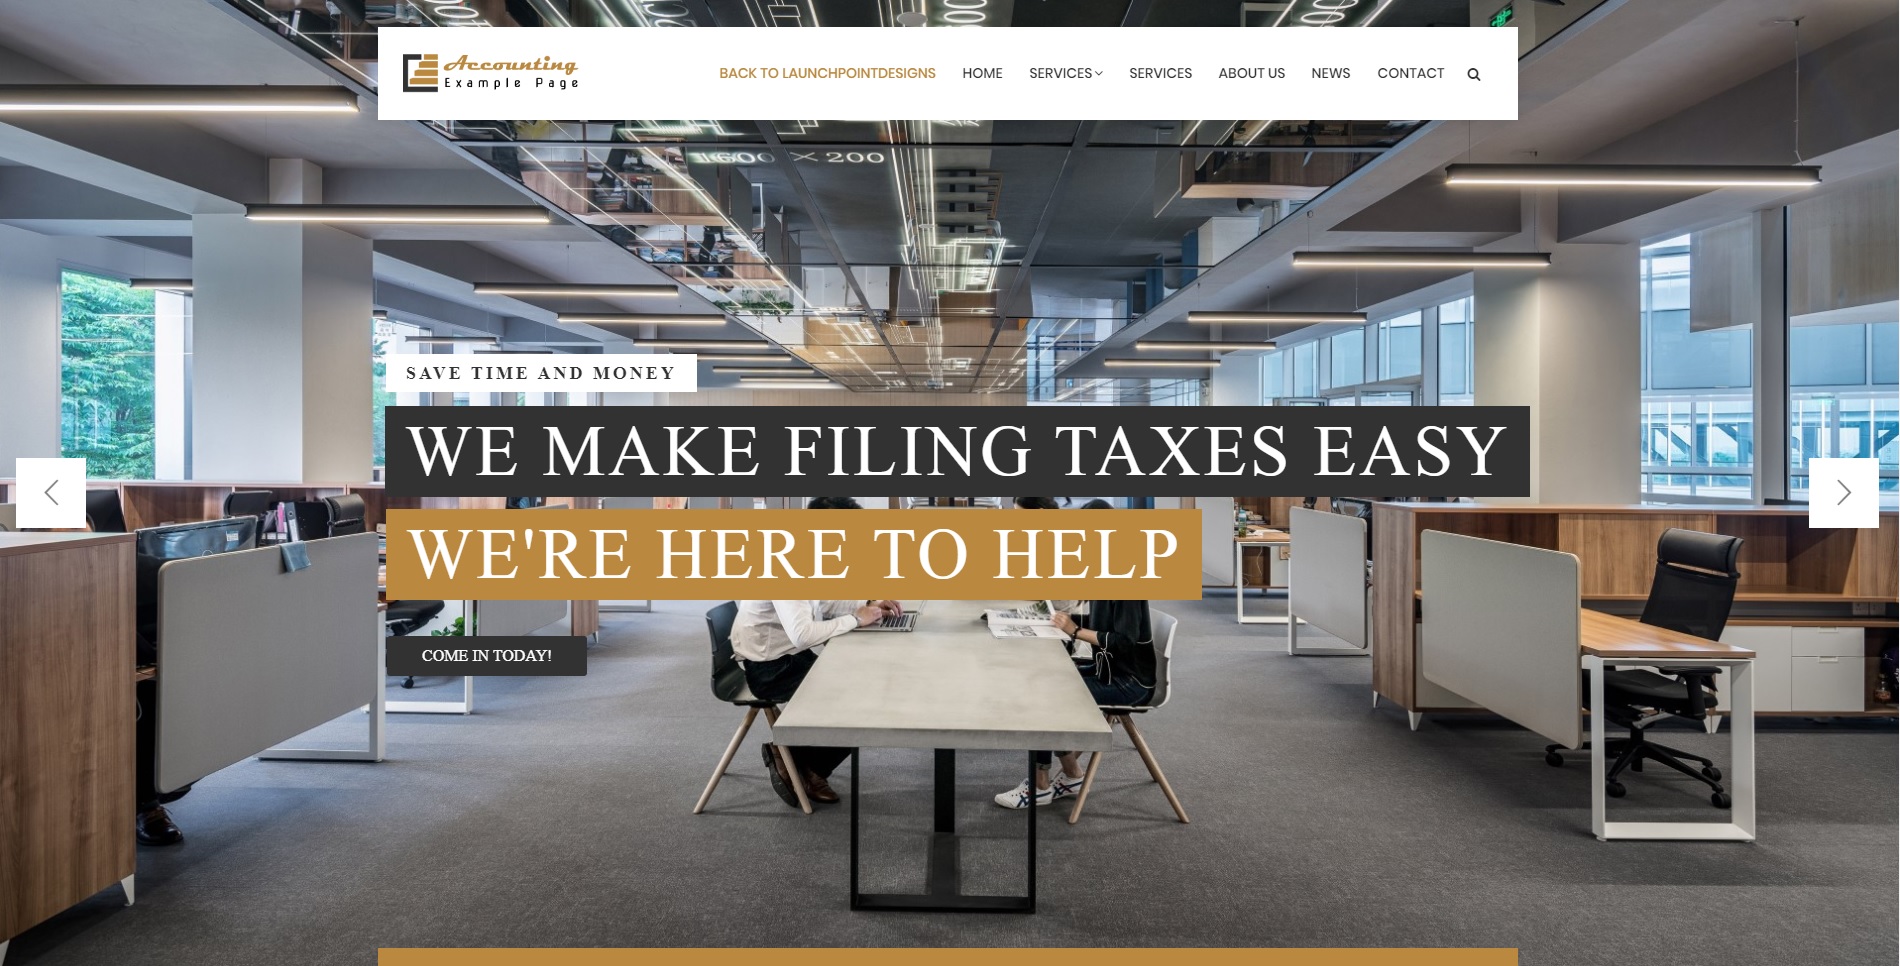 Accounting
Example Page
BACK TO LAUNCHPOINTDESIGNS HOME SERVICES SERVICES ABOUT US NEWS CONTACT
1600 × 200
SAVE TIME AND MONEY
WE MAKE FILING TAXES EASY
WE'RE HERE TO HELP
COME IN TODAY!